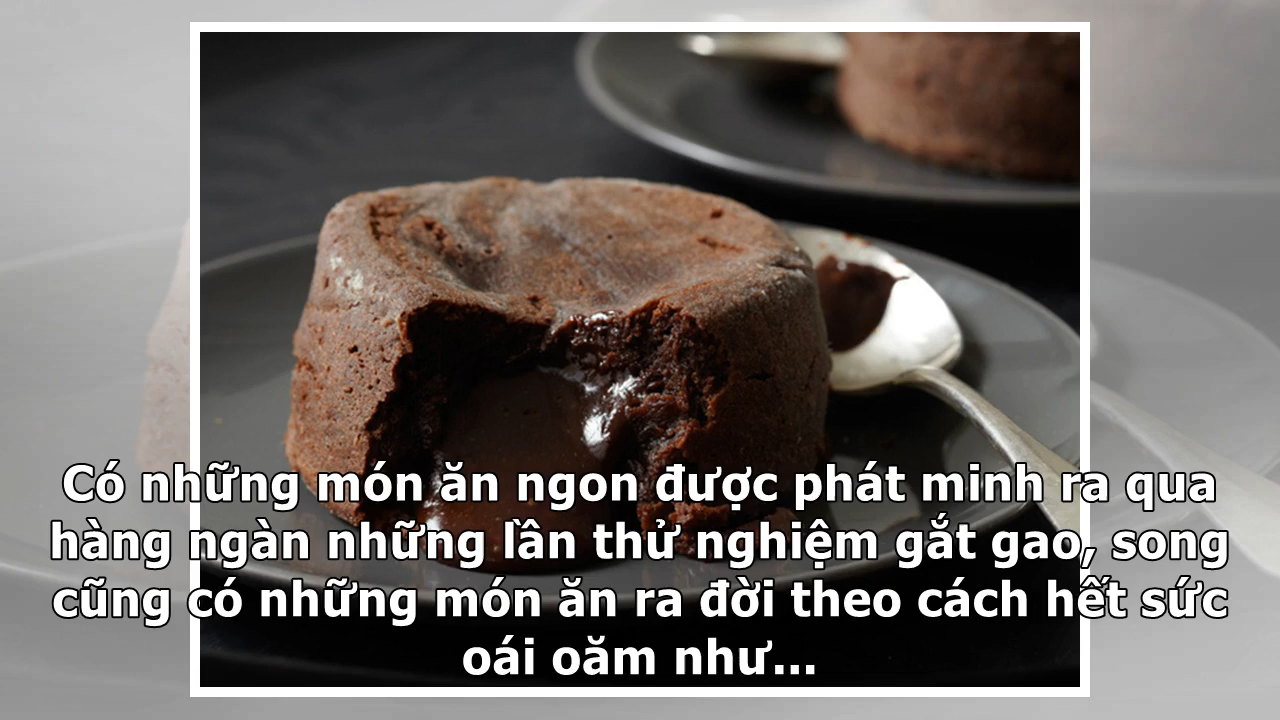 Có những món ăn ngon được phát minh ra qua
hàng ngàn những lần thử nghiệm gắt gao, song
cũng có những món ăn ra đời theo cách hết sức
oái oăm như...